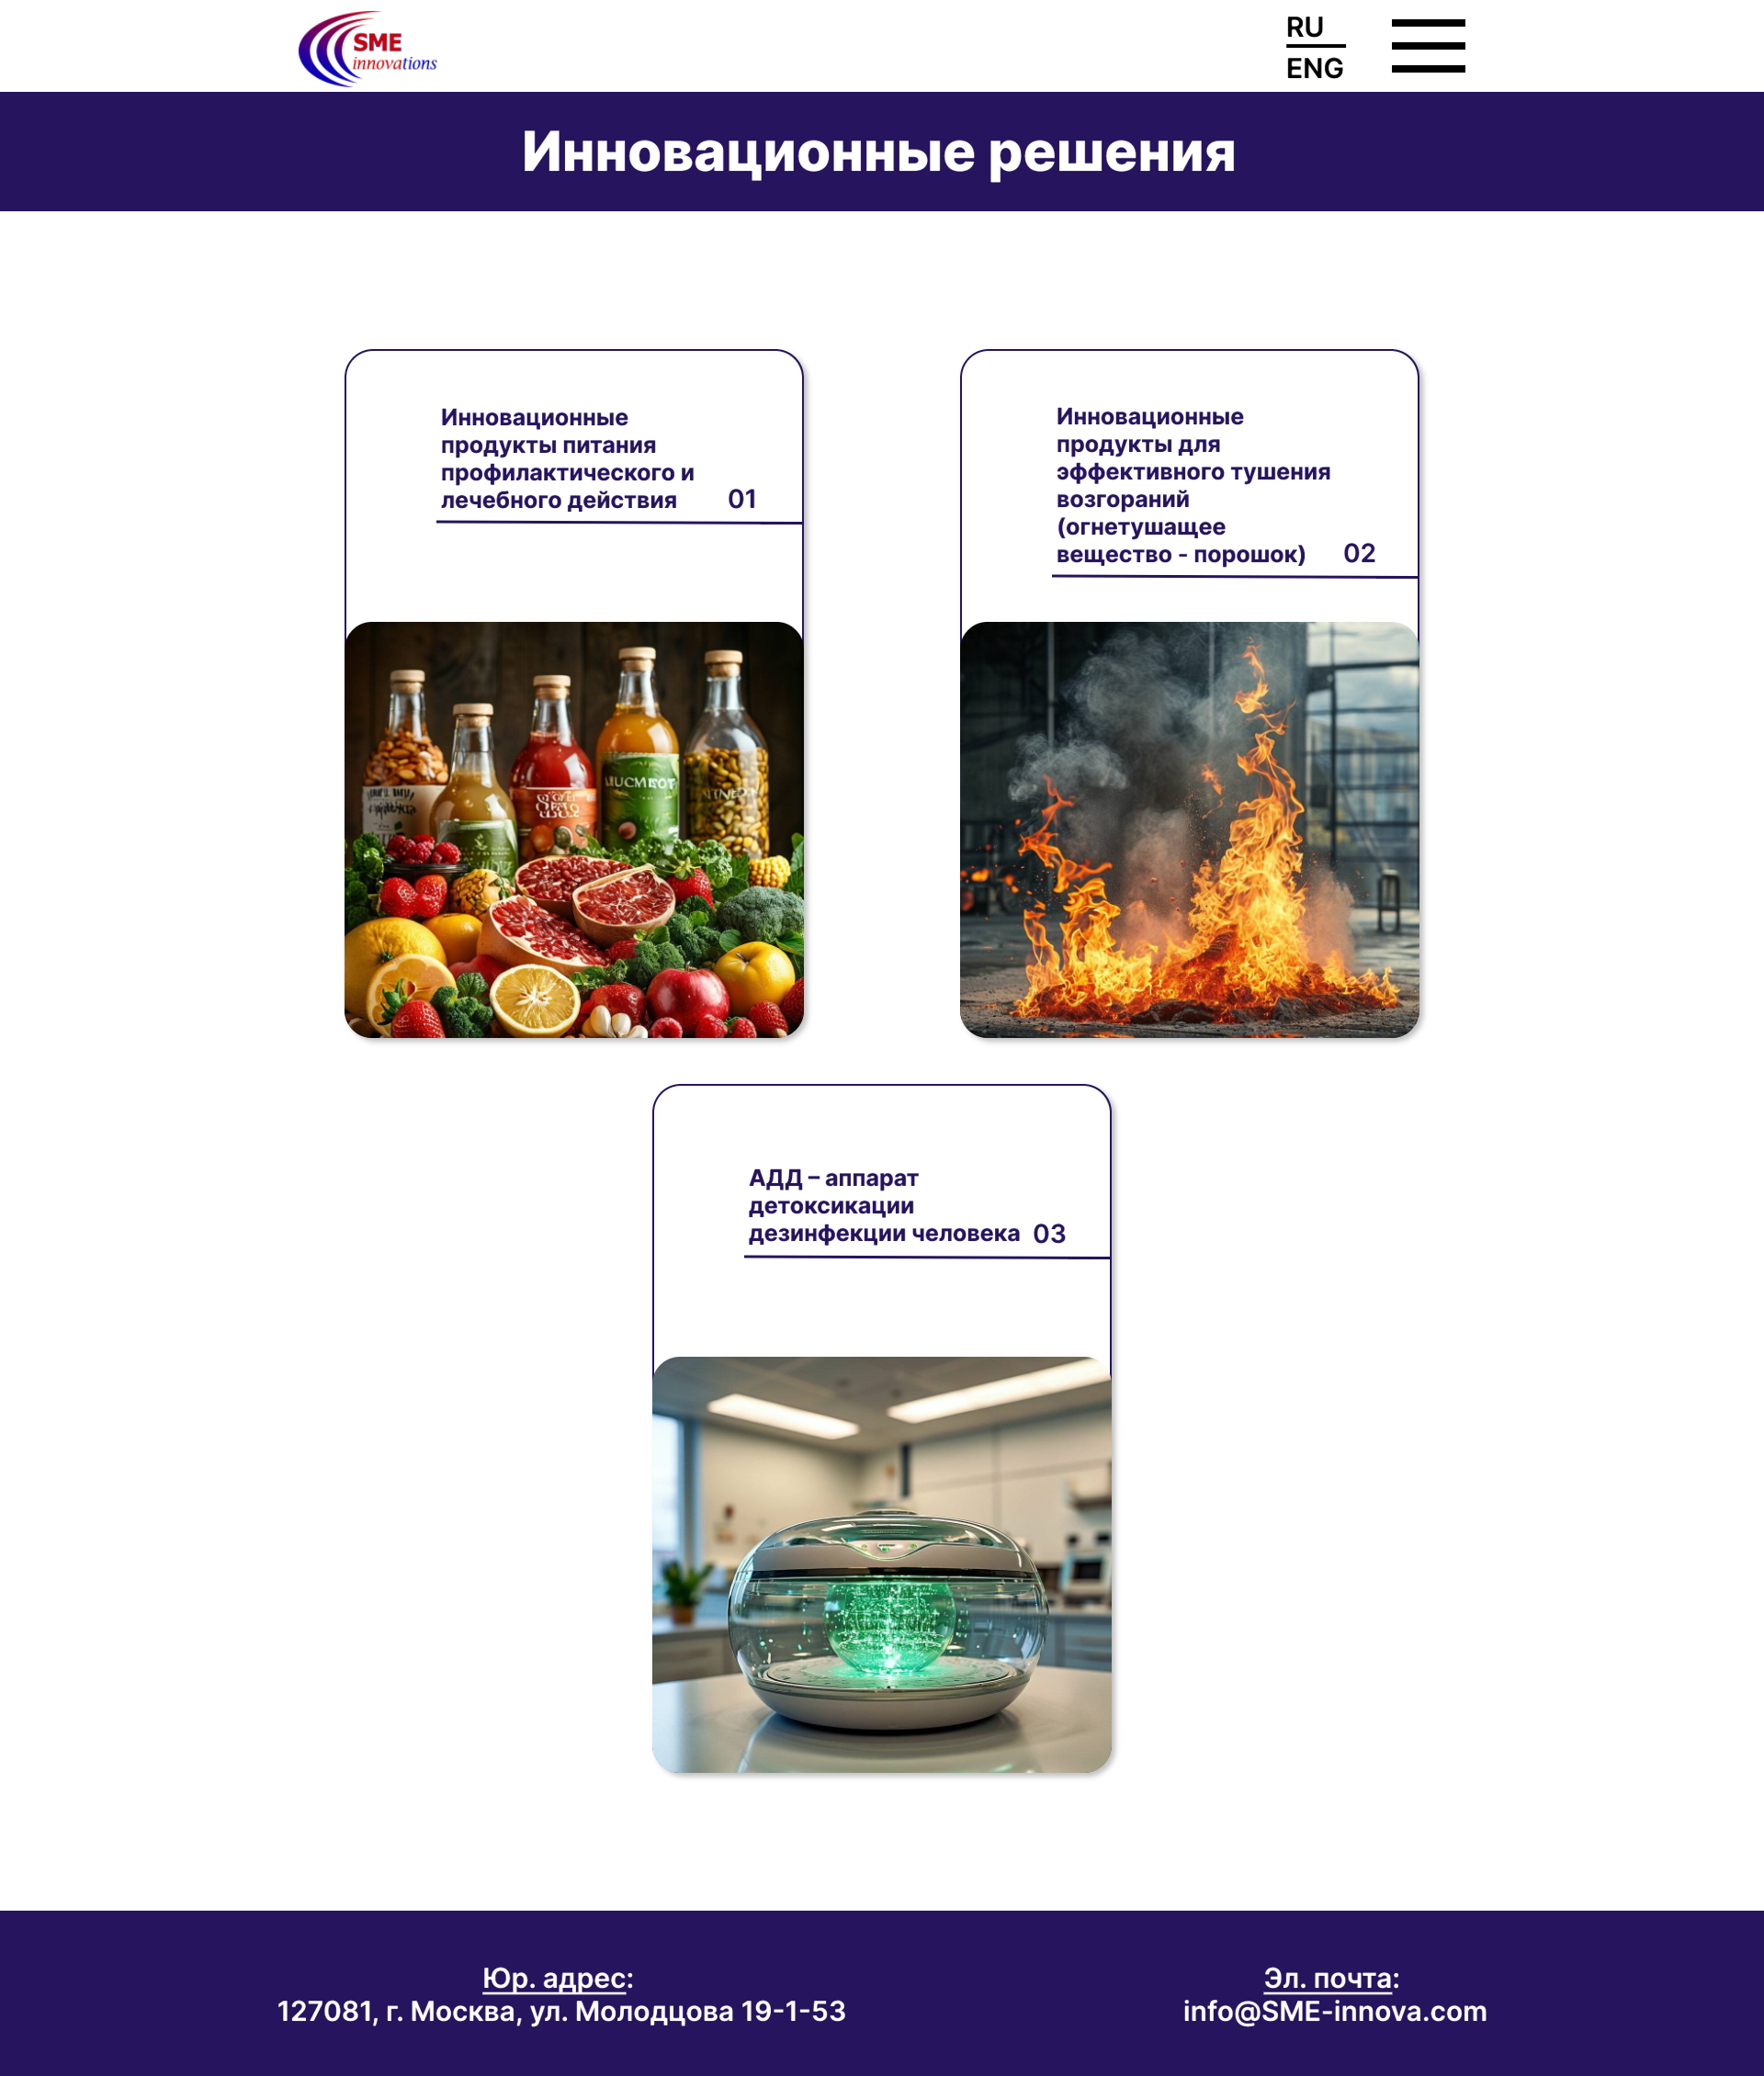 SME
innovations
RU
ENG
Инновационные решения
Инновационные
продукты питания
профилактического и
лечебного действия 01
Инновационные
продукты для
эффективного тушения
возгораний
(огнетушащее
вещество - порошок) 02
АДД – аппарат
детоксикации
дезинфекции человека 03
Юр. адрес:
127081, г. Москва, ул. Молодцова 19-1-53
Эл. почта:
info@SME-innova.com